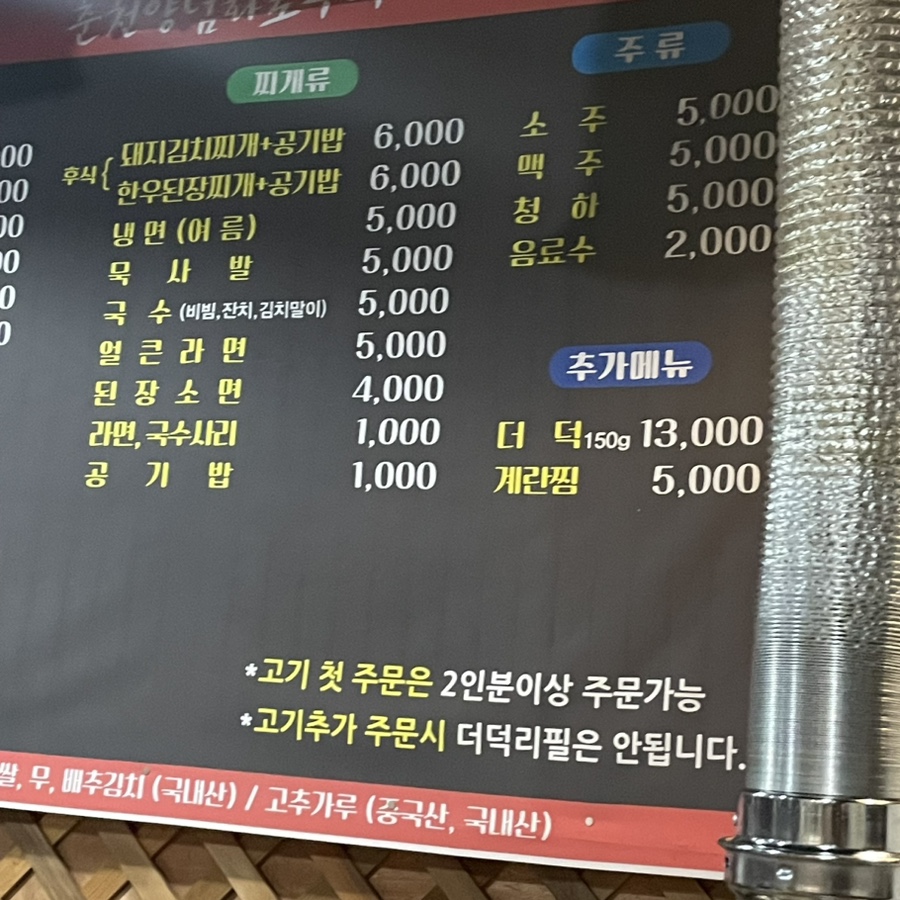 찌개류
후식{ 돼지김치찌개+공기밥 6,000
한우된장찌개+공기밥 6,000
냉면 (여름) 5,000
묵 사 발 5,000
국 수 (비빔,잔치,김치말이) 5,000
얼 큰 라 면 5,000
된 장 소 면 4,000
라면,국수사리 1,000
공 기 밥 1,000
주류
소 주 5,000
맥 주 5,000
청 하 5,000
음료수 2,000
추가메뉴
더 덕150g 13,000
계란찜 5,000
*고기 첫 주문은 2인분이상 주문가능
*고기추가 주문시 더덕리필은 안됩니다.
쌀, 무, 배추김치 (국내산) / 고추가루 (중국산, 국내산)